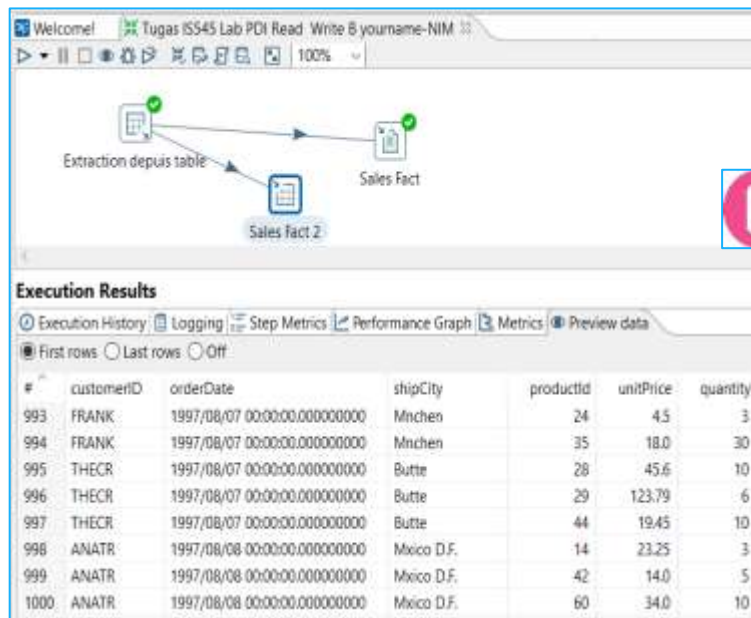 Welcome! Tugas IS545 Lab PDI Read Write B yourname-NIM
100%
Extraction depuis table
Sales Fact
Sales Fact 2
Execution Results
Execution History Logging Step Metrics Performance Graph Metrics Preview data
First rows Last rows Off
# customerID orderDate shipCity productId unitPrice quantity
993 FRANK 1997/08/07 00:00:00.000000000 Mnchen 24 4.5 3
994 FRANK 1997/08/07 00:00:00.000000000 Mnchen 35 18.0 30
995 THECR 1997/08/07 00:00:00.000000000 Butte 28 45.6 10
996 THECR 1997/08/07 00:00:00.000000000 Butte 29 123.79 6
997 THECR 1997/08/07 00:00:00.000000000 Butte 44 19.45 10
998 ANATR 1997/08/08 00:00:00.000000000 Mxico D.F. 14 23.25 3
999 ANATR 1997/08/08 00:00:00.000000000 Mxico D.F. 42 14.0 5
1000 ANATR 1997/08/08 00:00:00.000000000 Mxico D.F. 60 34.0 10